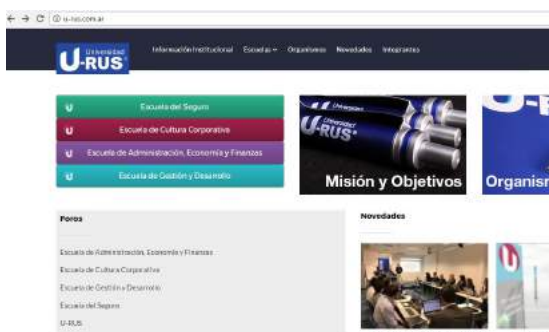 u-rus.com.ar
Universidad
U-RUS
Información Institucional Escuelas Organismos Novedades Integrantes
Escuela del Seguro
Escuela de Cultura Corporativa
Escuela de Administración, Economía y Finanzas
Escuela de Gestión y Desarrollo
U-RUS
Misión y Objetivos
Organism
Foros
Escuela de Administración, Economía y Finanzas
Escuela de Cultura Corporativa
Escuela de Gestión y Desarrollo
Escuela del Seguro
U-RUS
Novedades